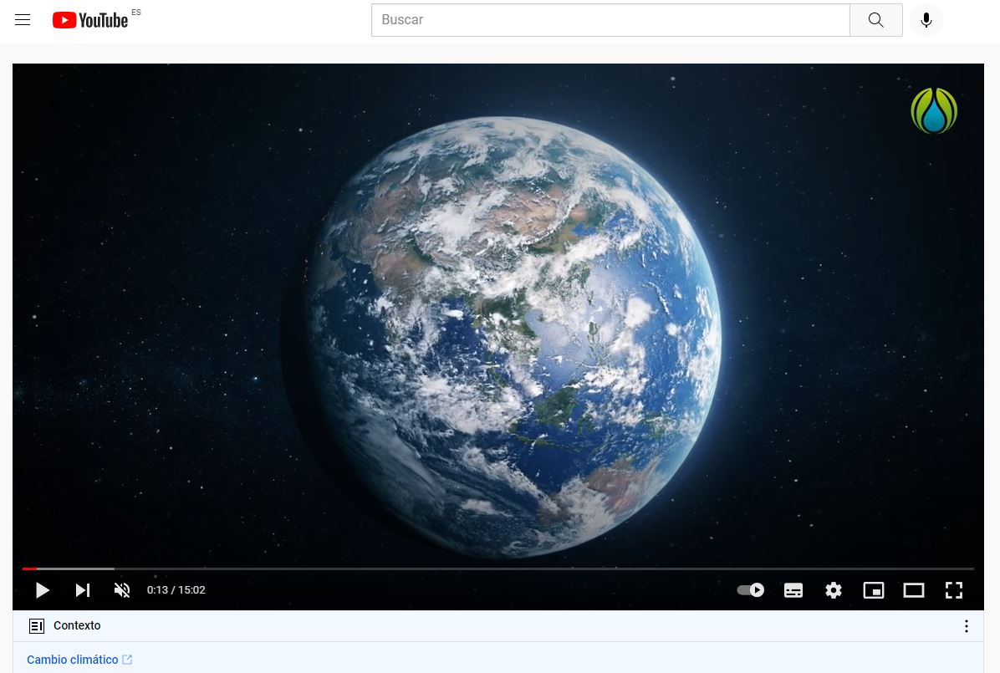 YouTube ES
Buscar
0:13 / 15:02
Contexto
Cambio climático